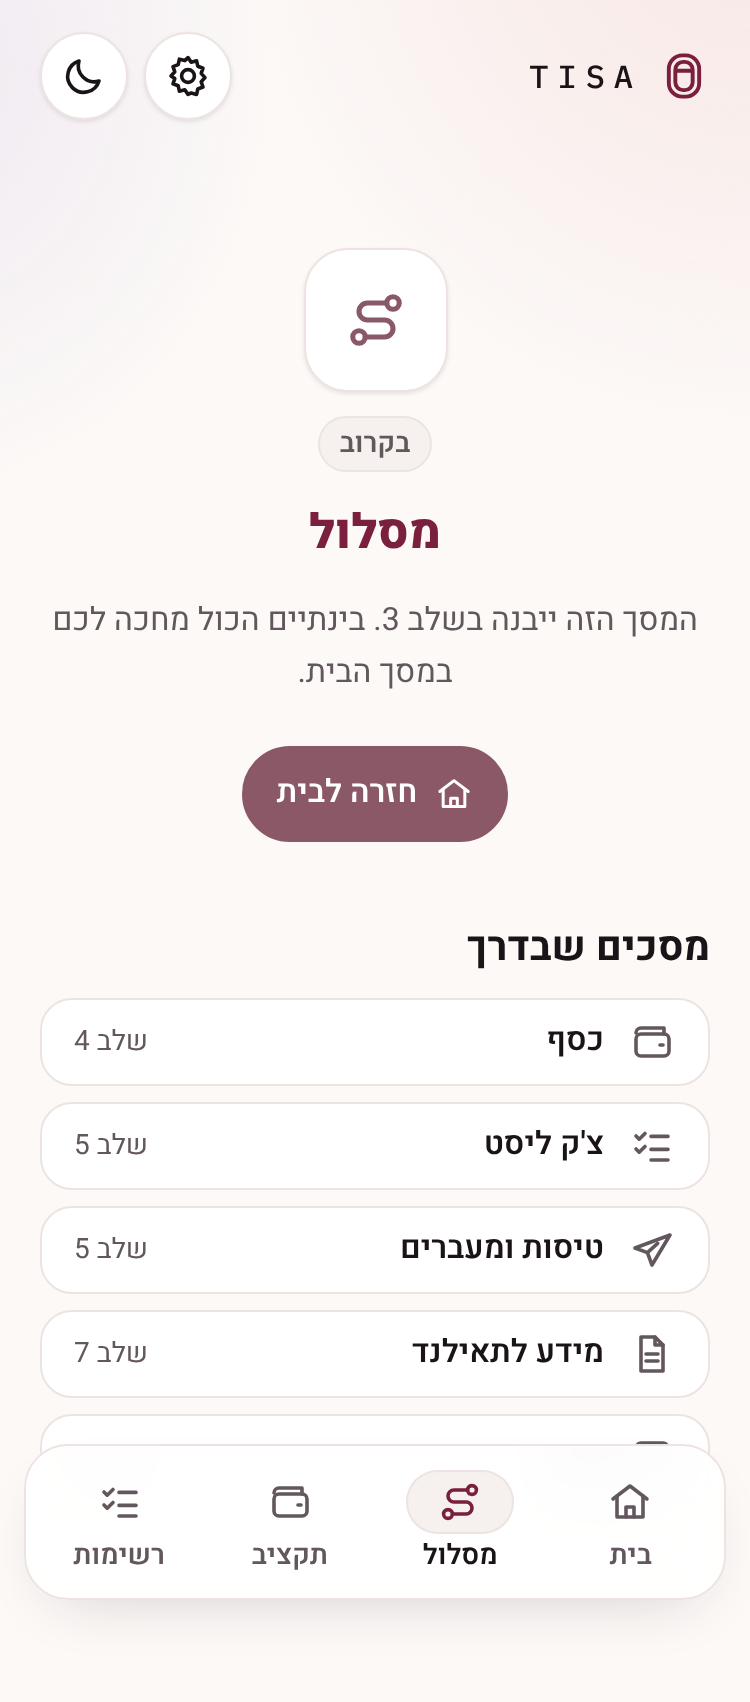 TISA
בקרוב
מסלול
המסך הזה ייבנה בשלב 3. בינתיים הכול מחכה לכם
במסך הבית.
חזרה לבית
מסכים שבדרך
כסף
שלב 4
צ'ק ליסט
שלב 5
טיסות ומעברים
שלב 5
מידע לתאילנד
שלב 7
בית
מסלול
תקציב
רשימות